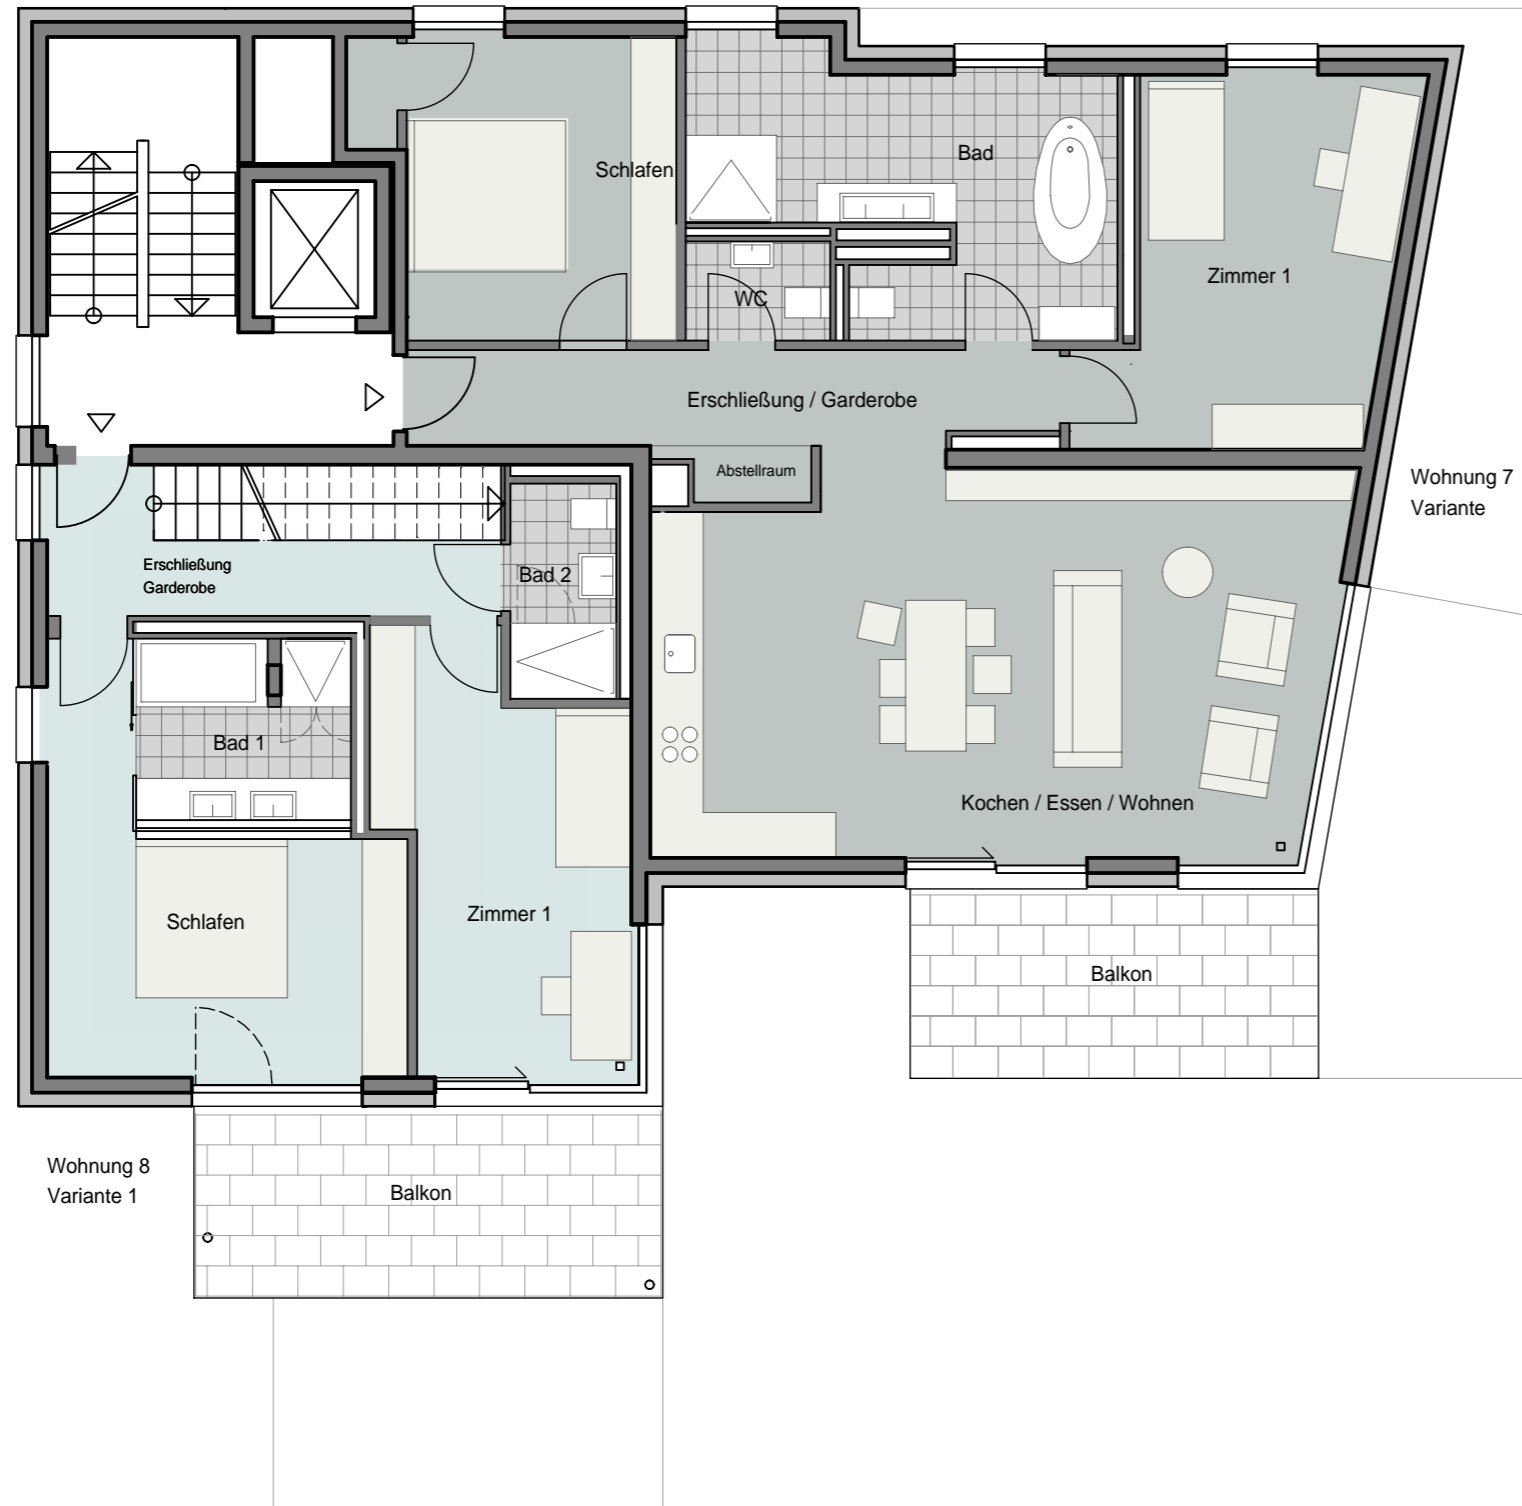 Schlafen
Bad
Zimmer 1
WC
Erschließung / Garderobe
Abstellraum
Wohnung 7
Variante
Erschließung
Garderobe
Bad 2
Bad 1
Kochen / Essen / Wohnen
Schlafen
Zimmer 1
Balkon
Wohnung 8
Variante 1
Balkon